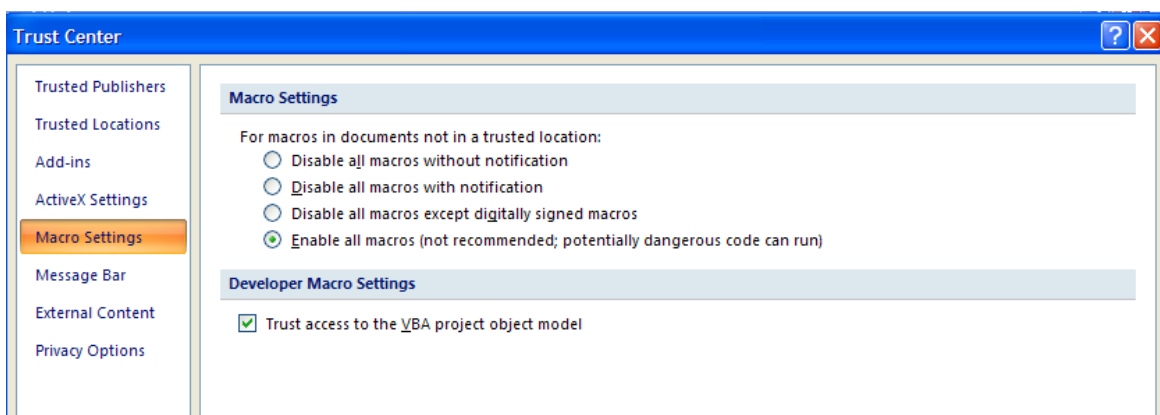 Trust Center
?
Trusted Publishers
Trusted Locations
Add-ins
ActiveX Settings
Macro Settings
Message Bar
External Content
Privacy Options
Macro Settings
For macros in documents not in a trusted location:
Disable all macros without notification
Disable all macros with notification
Disable all macros except digitally signed macros
Enable all macros (not recommended; potentially dangerous code can run)
Developer Macro Settings
Trust access to the VBA project object model